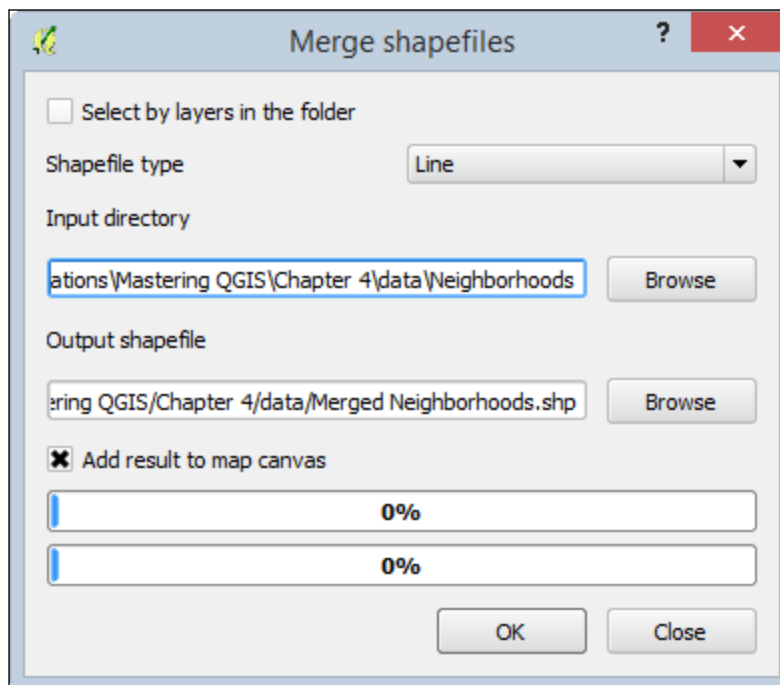 Merge shapefiles
?
Select by layers in the folder
Shapefile type Line
Input directory
ations\Mastering QGIS\Chapter 4\data\Neighborhoods Browse
Output shapefile
ering QGIS/Chapter 4/data/Merged Neighborhoods.shp Browse
Add result to map canvas
0%
0%
OK Close